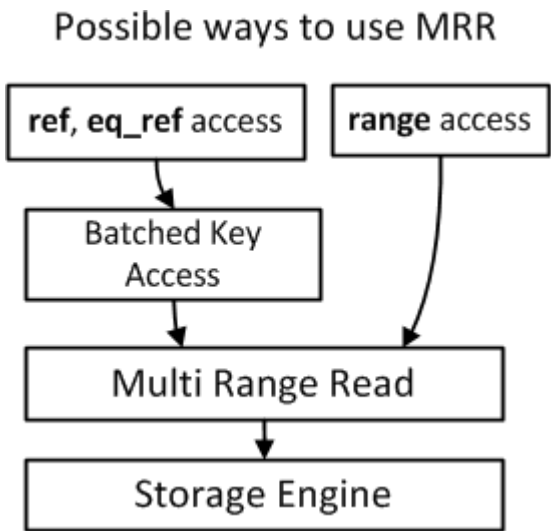 Possible ways to use MRR
ref, eq_ref access
range access
Batched Key
Access
Multi Range Read
Storage Engine